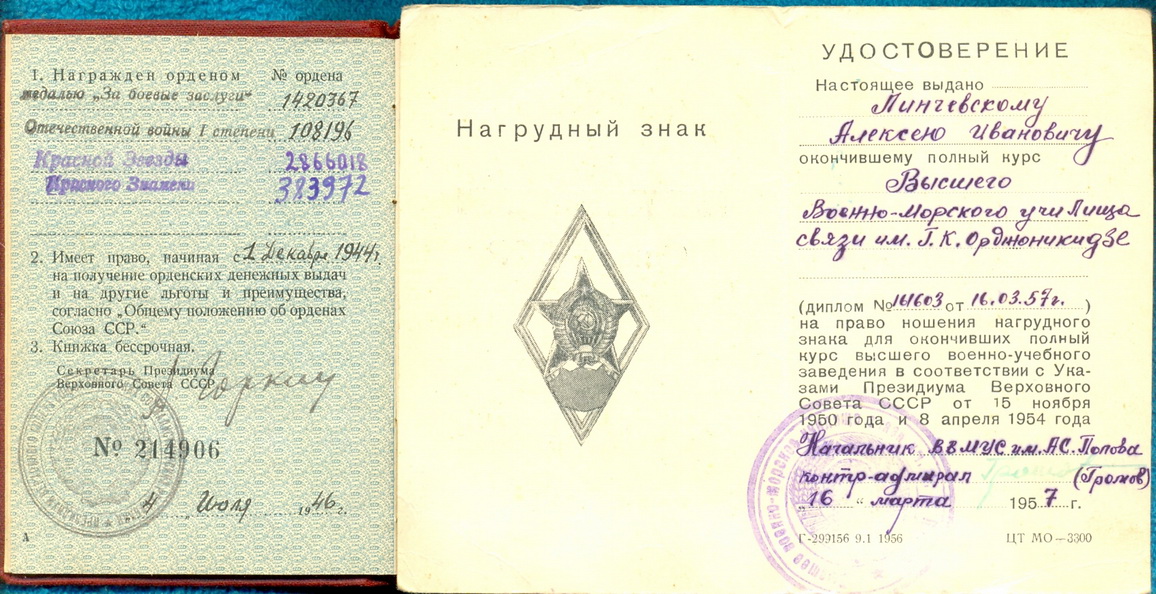 1. Награжден орденом № ордена
медалью „За боевые заслуги“ 1420367
Отечественной войны I степени 108196
Красной Звезды 2866018
Красного Знамени 383972
2. Имеет право, начиная с 1 Декабря 1944 г.
на получение орденских денежных выдач
и на другие льготы и преимущества,
согласно „Общему положению об орденах
Союза ССР.“
3. Книжка бессрочная.
Секретарь Президиума
Верховного Совета СССР
Горкин
№ 214906
4 „ Июля 1946 г.
А
Нагрудный знак
УДОСТОВЕРЕНИЕ
Настоящее выдано
Линчевскому
Алексею Ивановичу
окончившему полный курс
Высшего
Военно-Морского училища
связи им. Г.К. Орджоникидзе
(диплом № 141603 от 16.03.57г. )
на право ношения нагрудного
знака для окончивших полный
курс высшего военно-учебного
заведения в соответствии с Ука-
зами Президиума Верховного
Совета СССР от 15 ноября
1950 года и 8 апреля 1954 года
Начальник ВВМУС им. А.С. Попова
контр-адмирал (Громов)
„ 16 “ марта 1957 г.
Г-299156 9.1 1956 ЦТ МО—3300